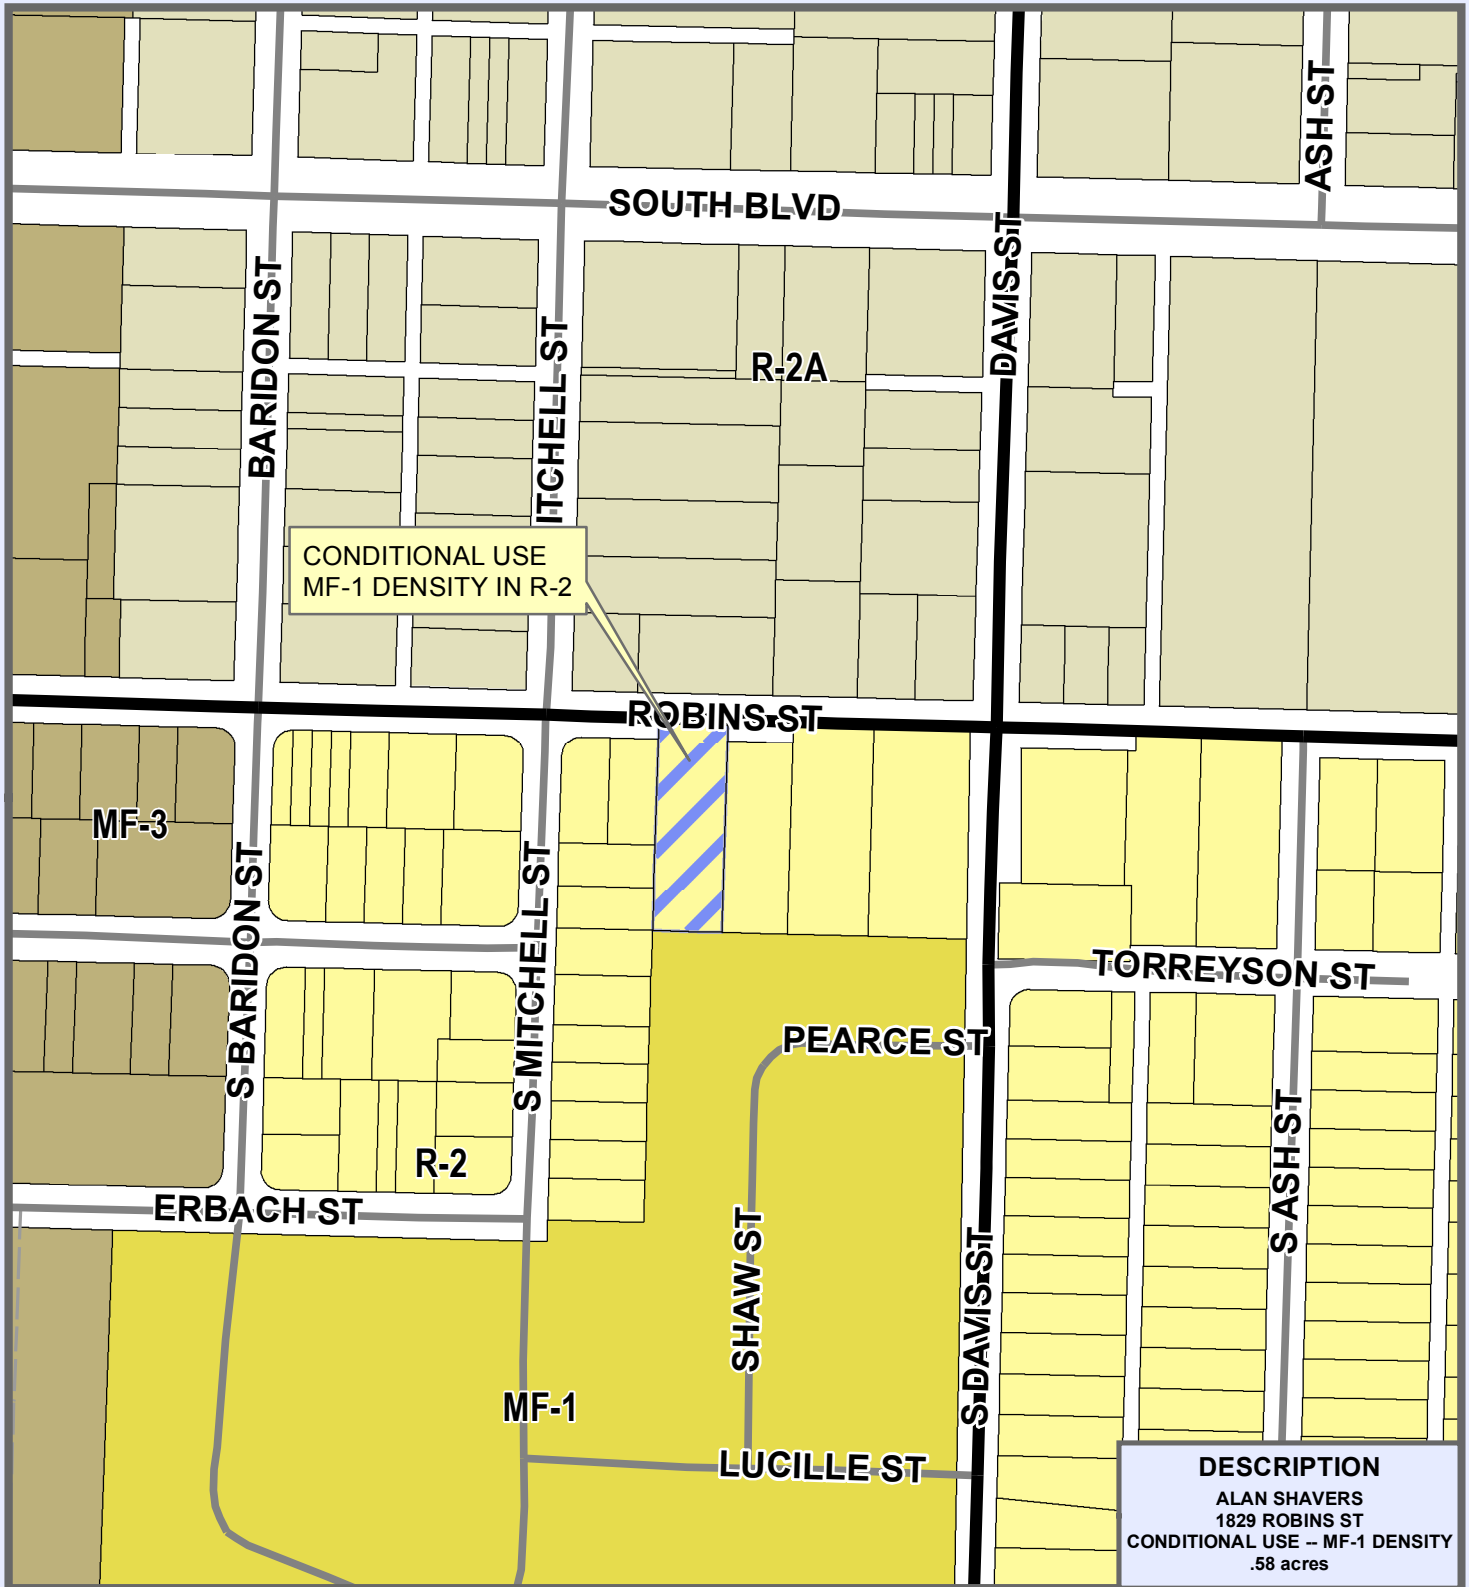 ASH ST
SOUTH BLVD
DAVIS ST
BARIDON ST
ITCHELL ST
R-2A
CONDITIONAL USE
MF-1 DENSITY IN R-2
ROBINS ST
MF-3
S BARIDON ST
S MITCHELL ST
TORREYSON ST
PEARCE ST
S ASH ST
R-2
ERBACH ST
SHAW ST
S DAVIS ST
MF-1
LUCILLE ST
DESCRIPTION
ALAN SHAVERS
1829 ROBINS ST
CONDITIONAL USE -- MF-1 DENSITY
.58 acres